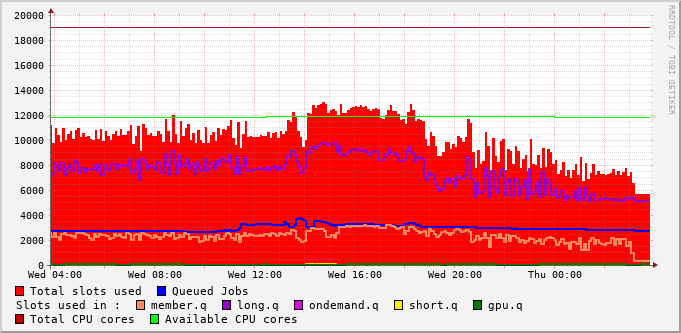 RRDTOOL / TOBI OETIKER
20000
18000
16000
14000
12000
10000
8000
6000
4000
2000
0
Wed 04:00 Wed 08:00 Wed 12:00 Wed 16:00 Wed 20:00 Thu 00:00
Total slots used Queued Jobs
Slots used in : member.q long.q ondemand.q short.q gpu.q
Total CPU cores Available CPU cores